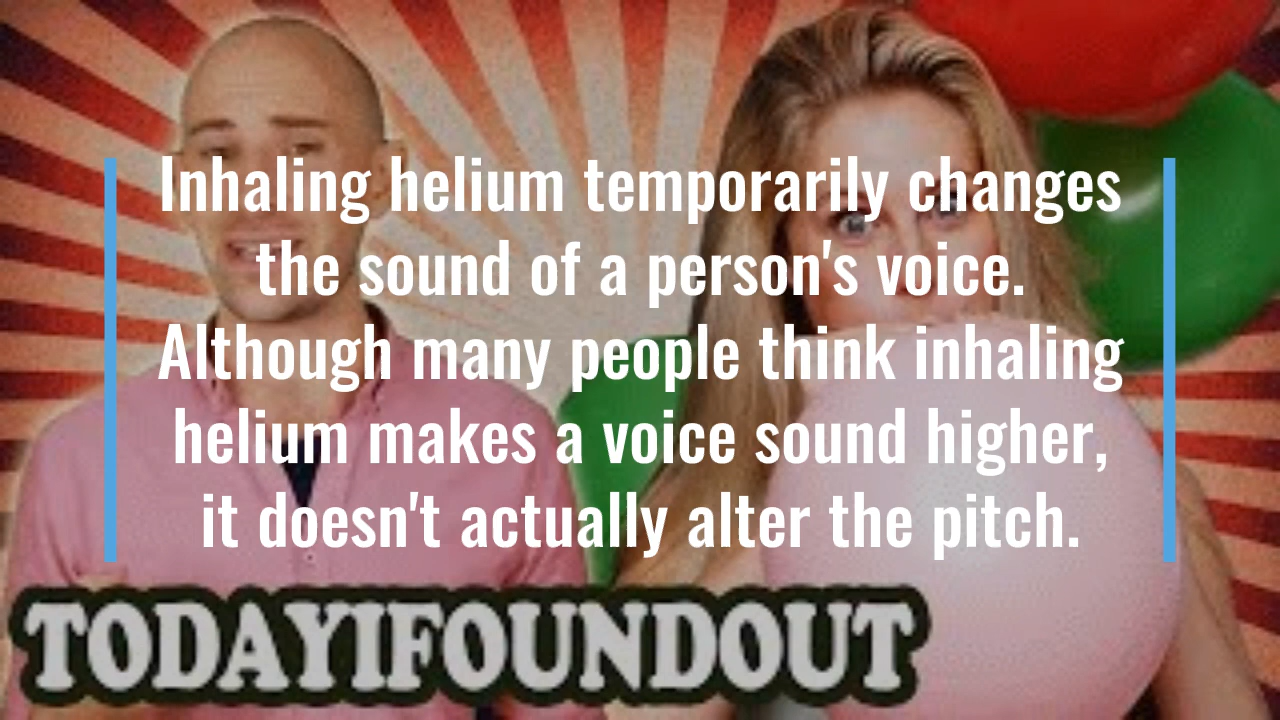 Inhaling helium temporarily changes
the sound of a person's voice.
Although many people think inhaling
helium makes a voice sound higher,
it doesn't actually alter the pitch.
TODAYIFOUNDOUT